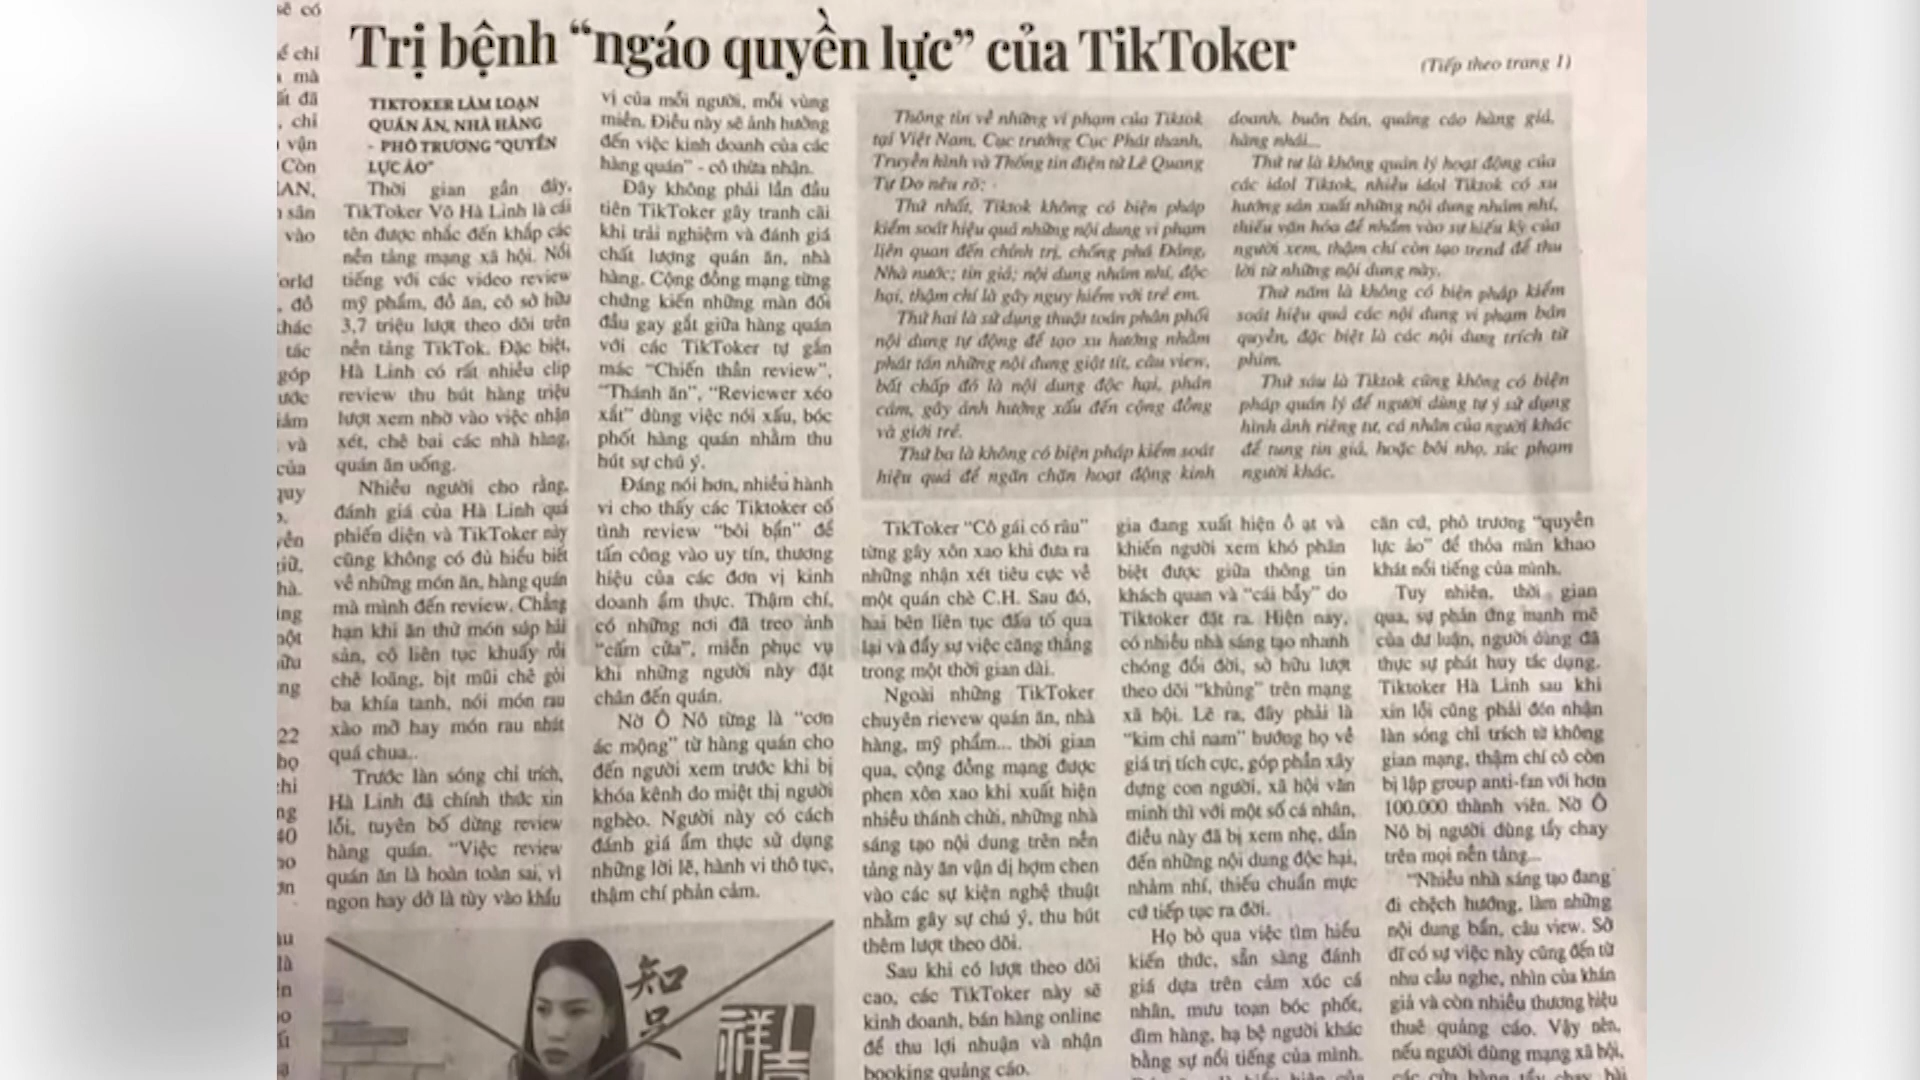 Trị bệnh “ngáo quyền lực” của TikToker
(Tiếp theo trang 1)
TIKTOKER LÀM LOẠN
QUÁN ĂN, NHÀ HÀNG
- PHÔ TRƯƠNG "QUYỀN
LỰC ẢO"
Thời gian gần đây,
TikToker Võ Hà Linh là cái
tên được nhắc đến khắp các
nền tảng mạng xã hội. Nổi
tiếng với các video review
mỹ phẩm, đồ ăn, cô sở hữu
3,7 triệu lượt theo dõi trên
nền tảng TikTok. Đặc biệt,
Hà Linh có rất nhiều clip
review thu hút hàng triệu
lượt xem nhờ vào việc nhận
xét, chê bai các nhà hàng,
quán ăn uống.
Nhiều người cho rằng,
đánh giá của Hà Linh quá
phiến diện và TikToker này
cũng không có đủ hiểu biết
về những món ăn, hàng quán
mà mình đến review. Chẳng
hạn khi ăn thử món súp hải
sản, cô liên tục khuấy rồi
chê loãng, bịt mũi chê gỏi
ba khía tanh, nói món rau
xào mỡ hay món rau nhút
quá chua..
Trước làn sóng chỉ trích,
Hà Linh đã chính thức xin
lỗi, tuyên bố dừng review
hàng quán. "Việc review
quán ăn là hoàn toàn sai, vì
ngon hay dở là tùy vào khẩu
vị của mỗi người, mỗi vùng
miền. Điều này sẽ ảnh hưởng
đến việc kinh doanh của các
hàng quán" - cô thừa nhận.
Đây không phải lần đầu
tiên TikToker gây tranh cãi
khi trải nghiệm và đánh giá
chất lượng quán ăn, nhà
hàng. Cộng đồng mạng từng
chứng kiến những màn đối
đầu gay gắt giữa hàng quán
với các TikToker tự gắn
mác "Chiến thần review",
"Thánh ăn", "Reviewer xéo
xắt" dùng việc nói xấu, bóc
phốt hàng quán nhằm thu
hút sự chú ý.
Đáng nói hơn, nhiều hành
vi cho thấy các Tiktoker cố
tình review "bôi bẩn" để
tấn công vào uy tín, thương
hiệu của các đơn vị kinh
doanh ẩm thực. Thậm chí,
có những nơi đã treo ảnh
"cấm cửa", miễn phục vụ
khi những người này đặt
chân đến quán.
Nờ Ô Nô từng là "cơn
ác mộng" từ hàng quán cho
đến người xem trước khi bị
khóa kênh do miệt thị người
nghèo. Người này có cách
đánh giá ẩm thực sử dụng
những lời lẽ, hành vi thô tục,
thậm chí phản cảm.
Thông tin về những vi phạm của Tiktok
tại Việt Nam, Cục trưởng Cục Phát thanh,
Truyền hình và Thông tin điện tử Lê Quang
Tự Do nêu rõ:
Thứ nhất, Tiktok không có biện pháp
kiểm soát hiệu quả những nội dung vi phạm
liên quan đến chính trị, chống phá Đảng,
Nhà nước; tin giả; nội dung nhảm nhí, độc
hại, thậm chí là gây nguy hiểm với trẻ em.
Thứ hai là sử dụng thuật toán phân phối
nội dung tự động để tạo xu hướng nhằm
phát tán những nội dung giật tít, câu view,
bất chấp đó là nội dung độc hại, phản
cảm, gây ảnh hưởng xấu đến cộng đồng
và giới trẻ.
Thứ ba là không có biện pháp kiểm soát
hiệu quả để ngăn chặn hoạt động kinh
doanh, buôn bán, quảng cáo hàng giả,
hàng nhái...
Thứ tư là không quản lý hoạt động của
các idol Tiktok, nhiều idol Tiktok có xu
hướng sản xuất những nội dung nhảm nhí,
thiếu văn hóa để nhắm vào sự hiếu kỳ của
người xem, thậm chí còn tạo trend để thu
lời từ những nội dung này.
Thứ năm là không có biện pháp kiểm
soát hiệu quả các nội dung vi phạm bản
quyền, đặc biệt là các nội dung trích từ
phim.
Thứ sáu là Tiktok cũng không có biện
pháp quản lý để người dùng tự ý sử dụng
hình ảnh riêng tư, cá nhân của người khác
để tung tin giả, hoặc bôi nhọ, xúc phạm
người khác.
TikToker "Cô gái có râu"
từng gây xôn xao khi đưa ra
những nhận xét tiêu cực về
một quán chè C.H. Sau đó,
hai bên liên tục đấu tố qua
lại và đẩy sự việc căng thẳng
trong một thời gian dài.
Ngoài những TikToker
chuyên rievew quán ăn, nhà
hàng, mỹ phẩm... thời gian
qua, cộng đồng mạng được
phen xôn xao khi xuất hiện
nhiều thánh chửi, những nhà
sáng tạo nội dung trên nền
tảng này ăn vận dị hợm chen
vào các sự kiện nghệ thuật
nhằm gây sự chú ý, thu hút
thêm lượt theo dõi.
Sau khi có lượt theo dõi
cao, các TikToker này sẽ
kinh doanh, bán hàng online
để thu lợi nhuận và nhận
booking quảng cáo.
gia đang xuất hiện ồ ạt và
khiến người xem khó phân
biệt được giữa thông tin
khách quan và "cái bẫy" do
Tiktoker đặt ra. Hiện nay,
có nhiều nhà sáng tạo nhanh
chóng đổi đời, sở hữu lượt
theo dõi "khủng" trên mạng
xã hội. Lẽ ra, đây phải là
"kim chỉ nam" hướng họ về
giá trị tích cực, góp phần xây
dựng con người, xã hội văn
minh thì với một số cá nhân,
điều này đã bị xem nhẹ, dẫn
đến những nội dung độc hại,
nhảm nhí, thiếu chuẩn mực
cứ tiếp tục ra đời.
Họ bỏ qua việc tìm hiểu
kiến thức, sẵn sàng đánh
giá dựa trên cảm xúc cá
nhân, mưu toan bóc phốt,
dìm hàng, hạ bệ người khác
bằng sự nổi tiếng của mình.
căn cứ, phô trương "quyền
lực ảo" để thỏa mãn khao
khát nổi tiếng của mình.
Tuy nhiên, thời gian
qua, sự phản ứng mạnh mẽ
của dư luận, người dùng đã
thực sự phát huy tác dụng.
Tiktoker Hà Linh sau khi
xin lỗi cũng phải đón nhận
làn sóng chỉ trích từ không
gian mạng, thậm chí cô còn
bị lập group anti-fan với hơn
100.000 thành viên. Nờ Ô
Nô bị người dùng tẩy chay
trên mọi nền tảng...
"Nhiều nhà sáng tạo đang
đi chệch hướng, làm những
nội dung bẩn, câu view. Sở
dĩ có sự việc này cũng đến từ
nhu cầu nghe, nhìn của khán
giả và còn nhiều thương hiệu
thuê quảng cáo. Vậy nên,
nếu người dùng mạng xã hội,
知
足
祥
吉